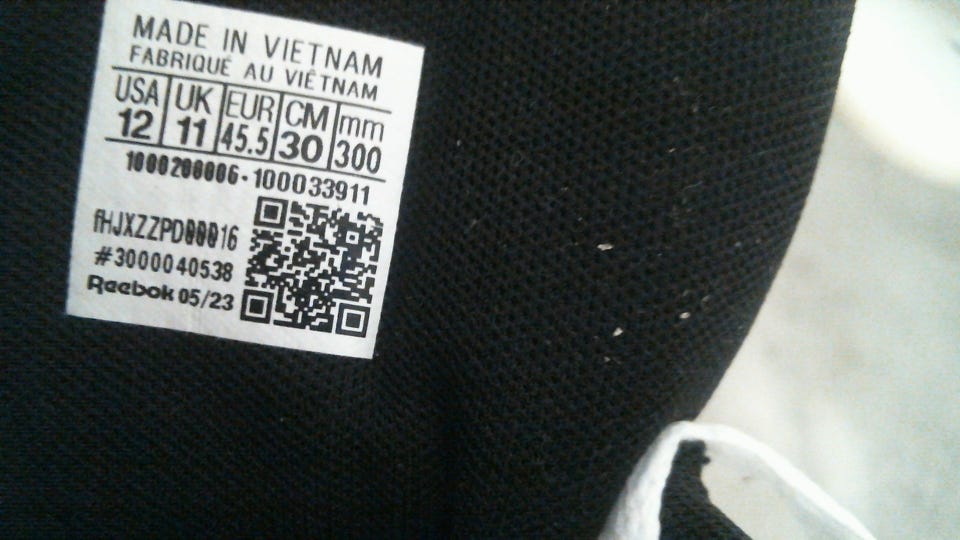 MADE IN VIETNAM
FABRIQUÉ AU VIÊTNAM
USA UK EUR CM mm
12 11 45.5 30 300
1000200006-100033911
fHJXZZPD00016
#3000040538
Reebok 05/23